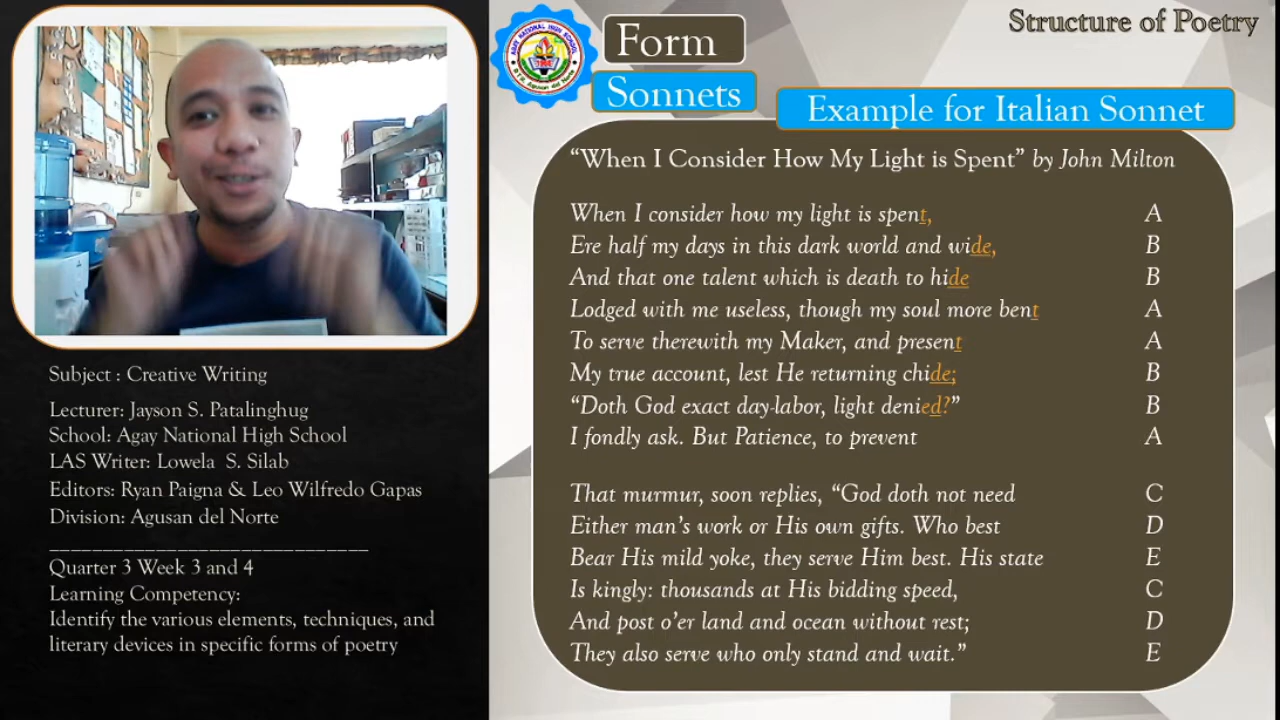 Structure of Poetry
Form
Sonnets
Example for Italian Sonnet
“When I Consider How My Light is Spent” by John Milton
When I consider how my light is spent, A
Ere half my days in this dark world and wide, B
And that one talent which is death to hide B
Lodged with me useless, though my soul more bent A
To serve therewith my Maker, and present A
My true account, lest He returning chide; B
“Doth God exact day-labor, light denied?” B
I fondly ask. But Patience, to prevent A
That murmur, soon replies, “God doth not need C
Either man’s work or His own gifts. Who best D
Bear His mild yoke, they serve Him best. His state E
Is kingly: thousands at His bidding speed, C
And post o’er land and ocean without rest; D
They also serve who only stand and wait.” E
Subject : Creative Writing
Lecturer: Jayson S. Patalinghug
School: Agay National High School
LAS Writer: Lowela S. Silab
Editors: Ryan Paigna & Leo Wilfredo Gapas
Division: Agusan del Norte
Quarter 3 Week 3 and 4
Learning Competency:
Identify the various elements, techniques, and
literary devices in specific forms of poetry